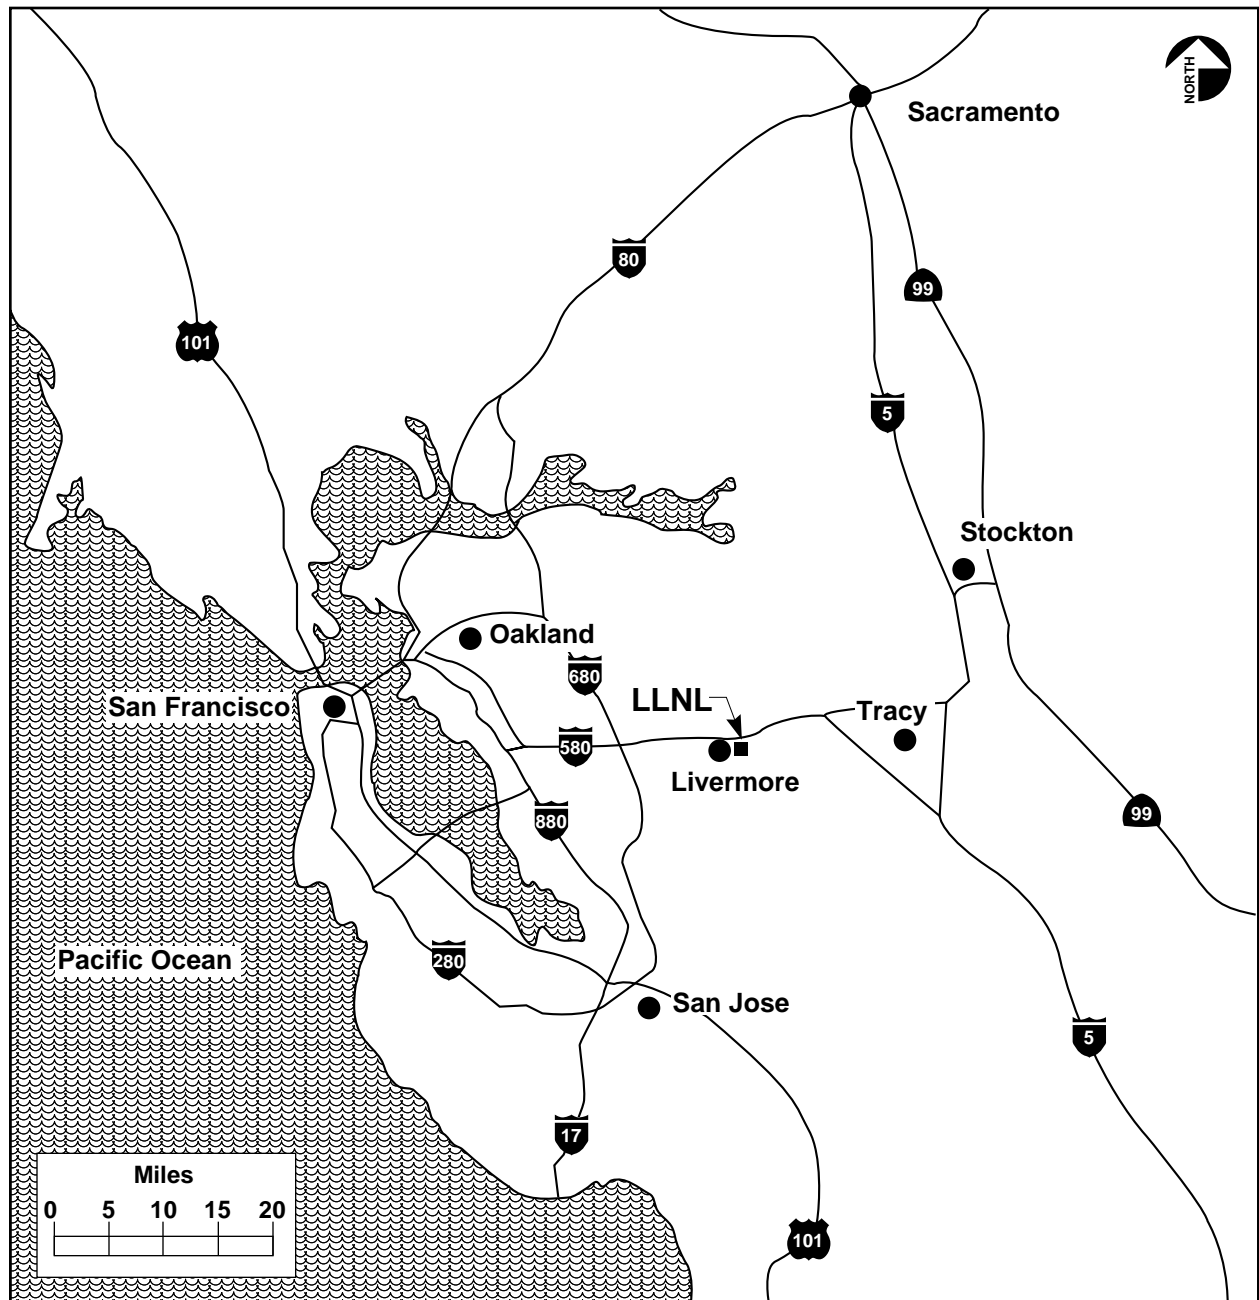 NORTH
Sacramento
80
99
101
5
Stockton
Oakland
680
LLNL
San Francisco
Tracy
580
Livermore
880
99
Pacific Ocean
280
San Jose
5
17
Miles
0 5 10 15 20
101